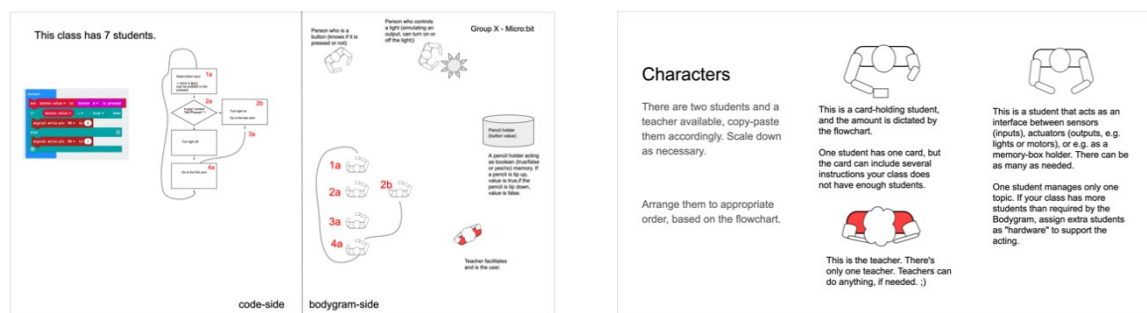 This class has 7 students.
Read button input
1a
2a
Turn light on
Go to the last card
2b
3a
Turn light off
4a
Go to the first card
Person who is a
button (knows if it is
pressed or not)
Person who controls
a light (simulating an
output, can turn on or
off the light))
Group X - Micro:bit
Pencil holder
(button value)
A pencil holder acting
as boolean (true/false
or yes/no) memory. If
a pencil is tip up,
value is true,if the
pencil is tip down,
value is false.
1a
2a
2b
3a
4a
Teacher facilitates
and is the user.
code-side
bodygram-side
Characters
There are two students and a
teacher available, copy-paste
them accordingly. Scale down
as necessary.
Arrange them to appropriate
order, based on the flowchart.
This is a card-holding student,
and the amount is dictated by
the flowchart.
One student has one card, but
the card can include several
instructions your class does
not have enough students.
This is the teacher. There's
only one teacher. Teachers can
do anything, if needed. ;)
This is a student that acts as an
interface between sensors
(inputs), actuators (outputs, e.g.
lights or motors), or e.g. as a
memory-box holder. There can be
as many as needed.
One student manages only one
topic. If your class has more
students than required by the
Bodygram, assign extra students
as "hardware" to support the
acting.